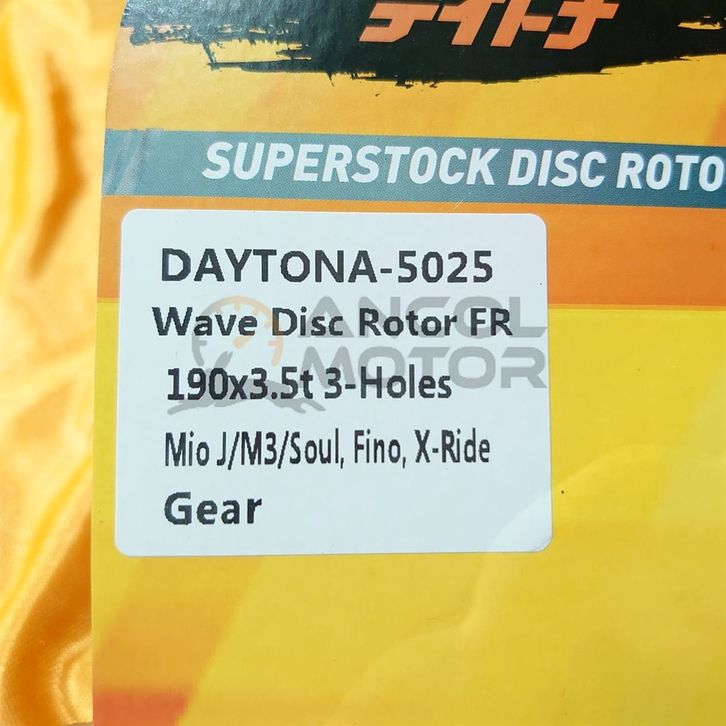 デイトナ
SUPERSTOCK DISC ROTO
DAYTONA-5025
Wave Disc Rotor FR
190x3.5t 3-Holes
Mio J/M3/Soul, Fino, X-Ride
Gear
ANCOL
MOTOR